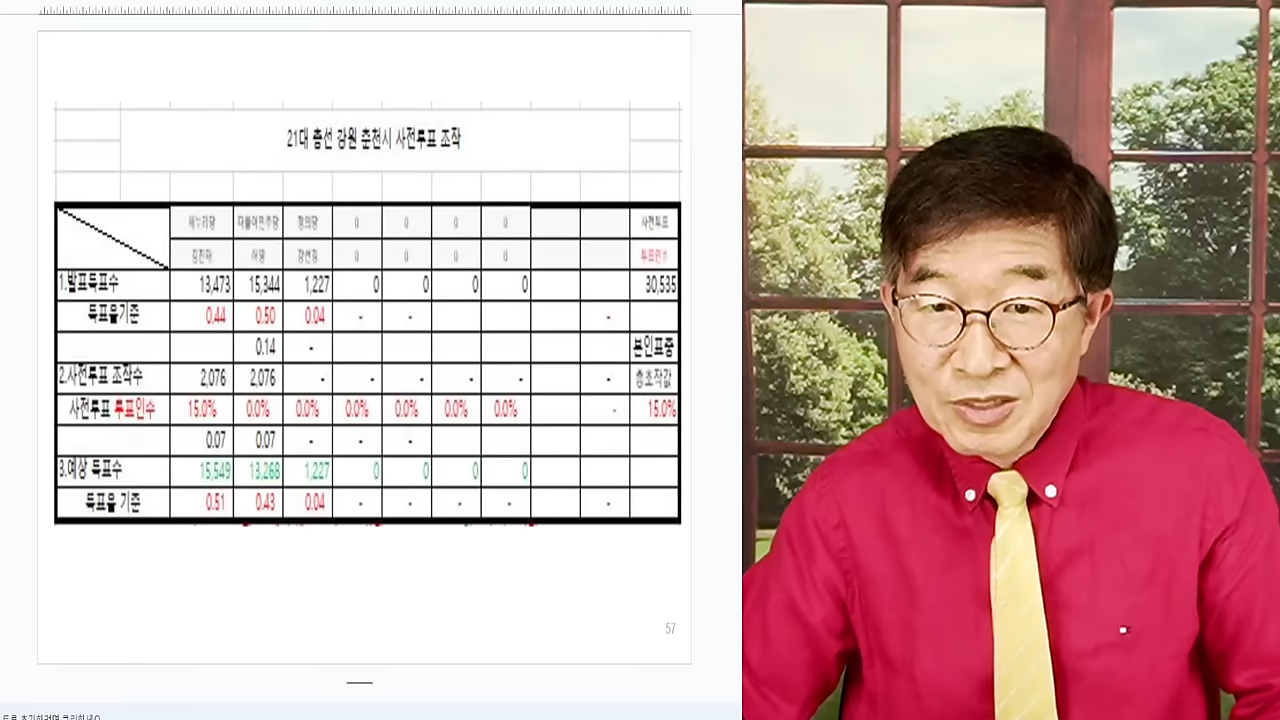 21대 총선 강원 춘천시 사전투표 조작
새누리당 더불어민주당 정의당 0 0 0 0 사전투표
김진태 허영 0 0 0 0 투표인수
1.발표득표수 13,473 15,344 1,227 0 0 0 0 30,535
득표율기준 0.44 0.50 0.04 - - -
0.14 - 본인표중
2.사전투표 조작수 2,076 2,076 - - - - - - 총조작값
사전투표 투표인수 15.0% 0.0% 0.0% 0.0% 0.0% 0.0% 0.0% - 15.0%
0.07 0.07 - - -
3.예상 득표수 15,549 13,268 1,227 0 0 0 0
득표율 기준 0.51 0.43 0.04 - - - - -
57